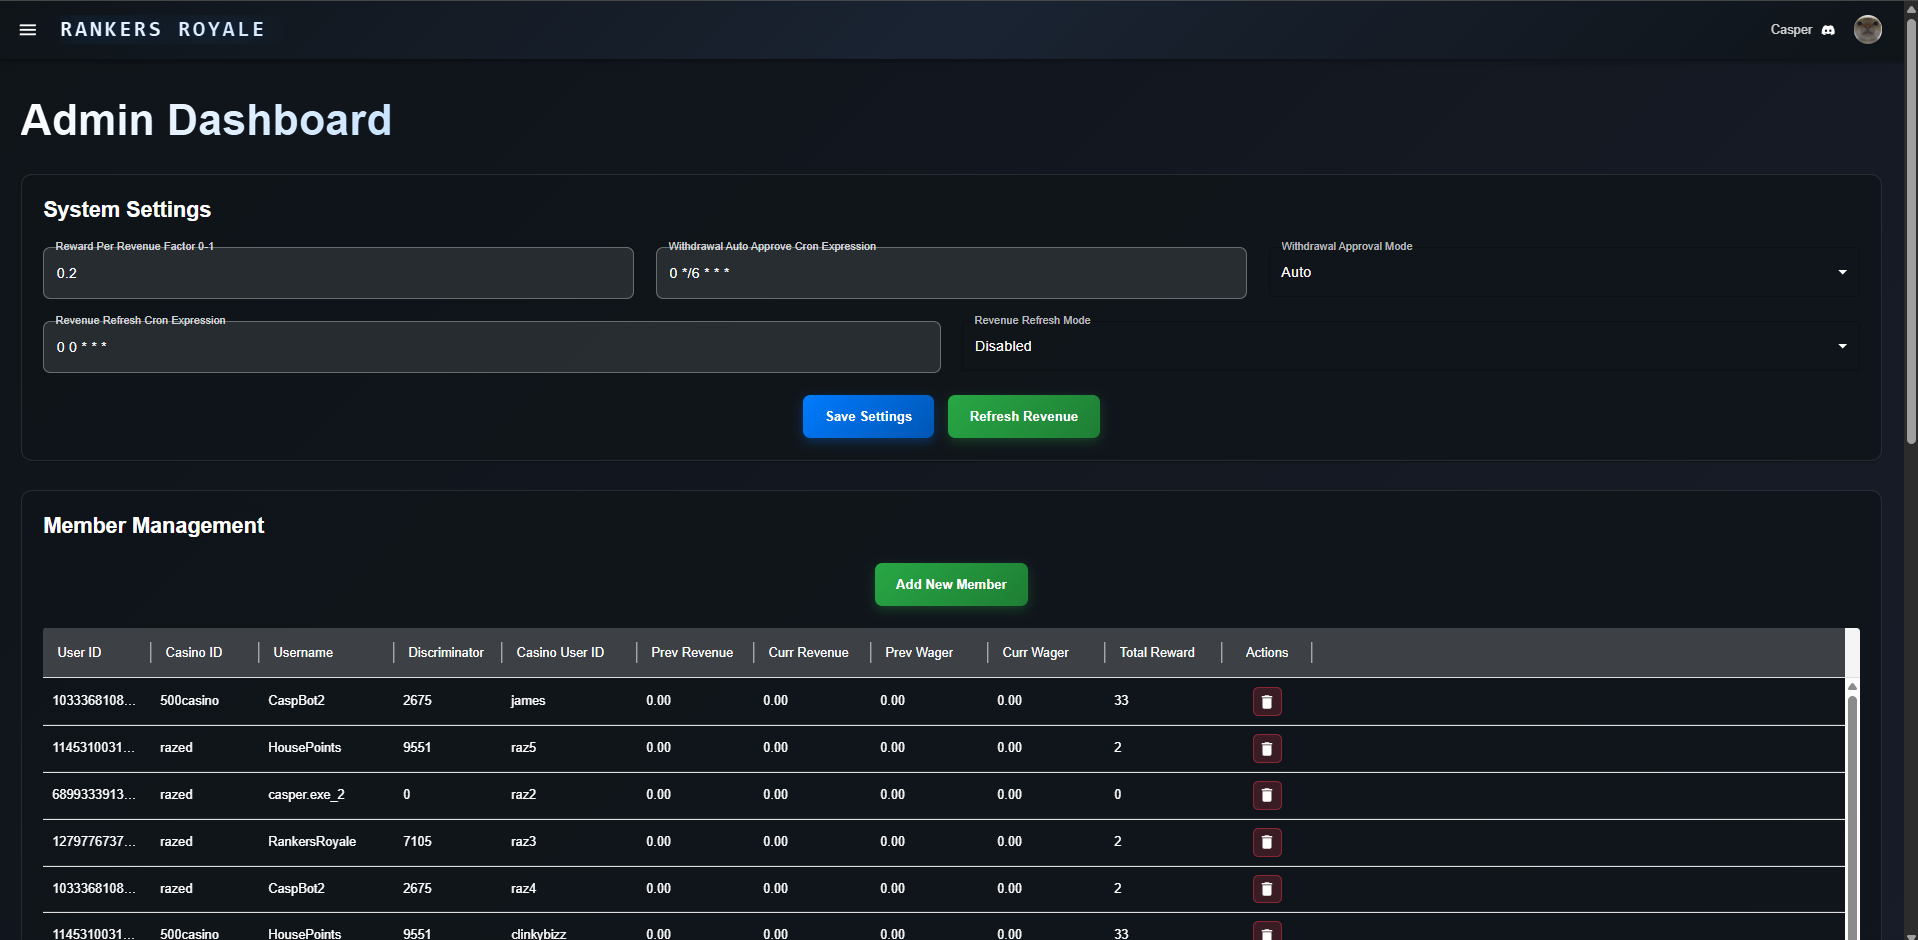 RANKERS ROYALE
Casper
Admin Dashboard
System Settings
Reward Per Revenue Factor 0-1
0.2
Withdrawal Auto Approve Cron Expression
0 */6 * * *
Withdrawal Approval Mode
Auto
Revenue Refresh Cron Expression
0 0 * * *
Revenue Refresh Mode
Disabled
Save Settings
Refresh Revenue
Member Management
Add New Member
User ID Casino ID Username Discriminator Casino User ID Prev Revenue Curr Revenue Prev Wager Curr Wager Total Reward Actions
1033368108... 500casino CaspBot2 2675 james 0.00 0.00 0.00 0.00 33
1145310031... razed HousePoints 9551 raz5 0.00 0.00 0.00 0.00 2
6899333913... razed casper.exe_2 0 raz2 0.00 0.00 0.00 0.00 0
1279776737... razed RankersRoyale 7105 raz3 0.00 0.00 0.00 0.00 2
1033368108... razed CaspBot2 2675 raz4 0.00 0.00 0.00 0.00 2
1145310031... 500casino HousePoints 9551 clinkybizz 0.00 0.00 0.00 0.00 33